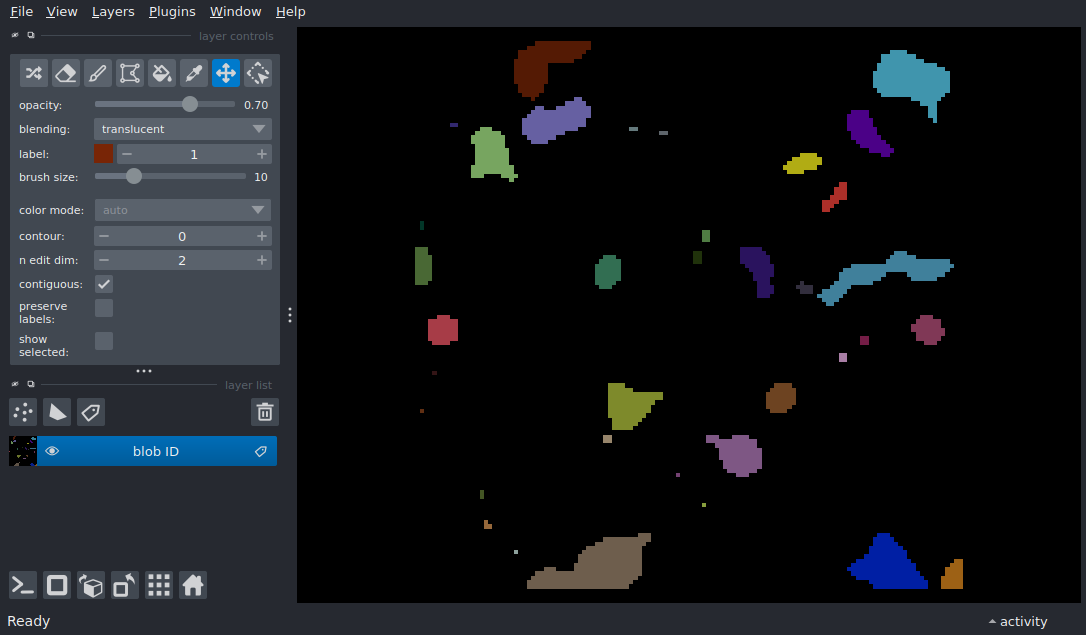 File View Layers Plugins Window Help
layer controls
opacity: 0.70
blending: translucent
label: 1
brush size: 10
color mode: auto
contour: 0
n edit dim: 2
contiguous:
preserve
labels:
show
selected:
layer list
blob ID
Ready
activity